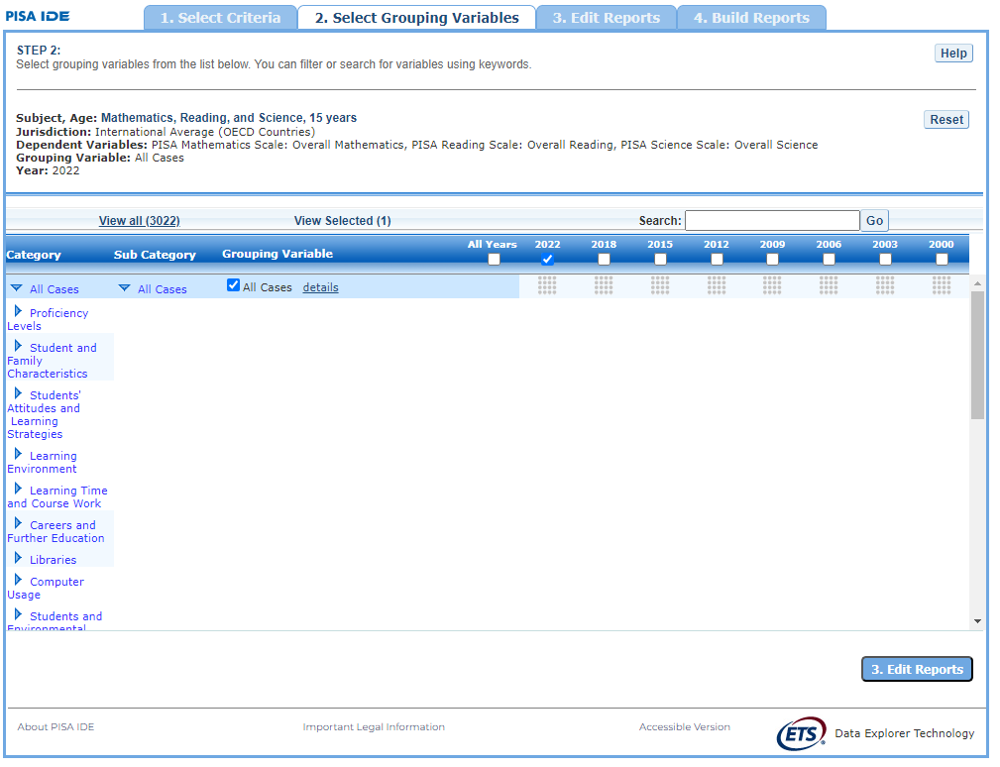 PISA IDE
1. Select Criteria
2. Select Grouping Variables
3. Edit Reports
4. Build Reports
STEP 2:
Help
Select grouping variables from the list below. You can filter or search for variables using keywords.
Subject, Age: Mathematics, Reading, and Science, 15 years
Reset
Jurisdiction: International Average (OECD Countries)
Dependent Variables: PISA Mathematics Scale: Overall Mathematics, PISA Reading Scale: Overall Reading, PISA Science Scale: Overall Science
Grouping Variable: All Cases
Year: 2022
View all (3022)
View Selected (1)
Search:
Go
Category
Sub Category
Grouping Variable
All Years
2022
2018
2015
2012
2009
2006
2003
2000
All Cases
All Cases
All Cases details
Proficiency
Levels
Student and
Family
Characteristics
Students'
Attitudes and
Learning
Strategies
Learning
Environment
Learning Time
and Course Work
Careers and
Further Education
Libraries
Computer
Usage
Students and
Environmental
3. Edit Reports
About PISA IDE
Important Legal Information
Accessible Version
ETS
Data Explorer Technology